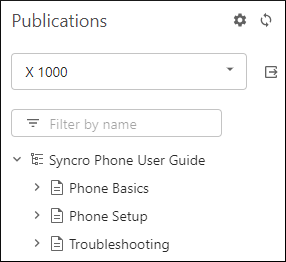 Publications
X 1000
Filter by name
Syncro Phone User Guide
Phone Basics
Phone Setup
Troubleshooting